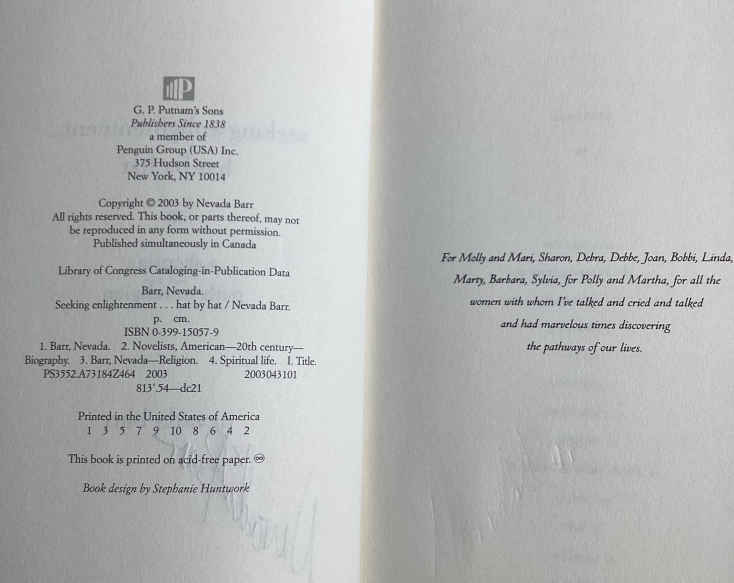 G. P. Putnam's Sons
Publishers Since 1838
a member of
Penguin Group (USA) Inc.
375 Hudson Street
New York, NY 10014
Copyright © 2003 by Nevada Barr
All rights reserved. This book, or parts thereof, may not
be reproduced in any form without permission.
Published simultaneously in Canada
Library of Congress Cataloging-in-Publication Data
Barr, Nevada.
Seeking enlightenment . . . hat by hat / Nevada Barr.
p. cm.
ISBN 0-399-15057-9
1. Barr, Nevada. 2. Novelists, American—20th century—
Biography. 3. Barr, Nevada—Religion. 4. Spiritual life. I. Title.
PS3552.A73184Z464 2003 2003043101
813'.54—dc21
Printed in the United States of America
1 3 5 7 9 10 8 6 4 2
This book is printed on acid-free paper. ♾
Book design by Stephanie Huntwork
For Molly and Mari, Sharon, Debra, Debbe, Joan, Bobbi, Linda,
Marty, Barbara, Sylvia, for Polly and Martha, for all the
women with whom I've talked and cried and talked
and had marvelous times discovering
the pathways of our lives.